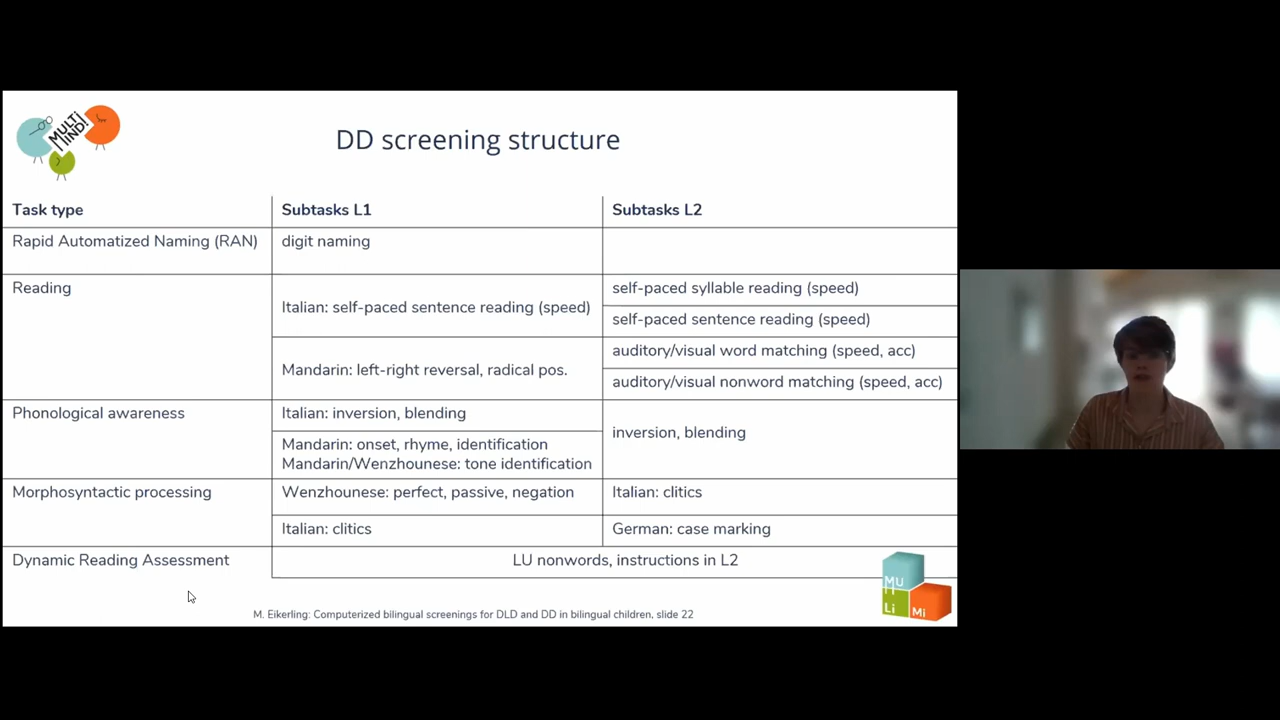 MULTI
MIND!
DD screening structure
Task type
Subtasks L1
Subtasks L2
Rapid Automatized Naming (RAN)
digit naming
Reading
Italian: self-paced sentence reading (speed)
self-paced syllable reading (speed)
self-paced sentence reading (speed)
Mandarin: left-right reversal, radical pos.
auditory/visual word matching (speed, acc)
auditory/visual nonword matching (speed, acc)
Phonological awareness
Italian: inversion, blending
inversion, blending
Mandarin: onset, rhyme, identification
Mandarin/Wenzhounese: tone identification
Morphosyntactic processing
Wenzhounese: perfect, passive, negation
Italian: clitics
Italian: clitics
German: case marking
Dynamic Reading Assessment
LU nonwords, instructions in L2
MU
Li
Mi
M. Eikerling: Computerized bilingual screenings for DLD and DD in bilingual children, slide 22